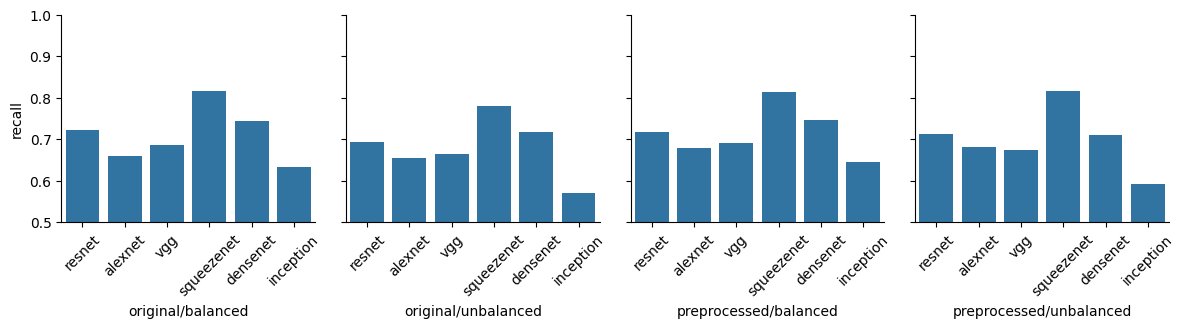 1.0
0.9
0.8
0.7
0.6
0.5
recall
resnet
alexnet
vgg
squeezenet
densenet
inception
original/balanced
resnet
alexnet
vgg
squeezenet
densenet
inception
original/unbalanced
resnet
alexnet
vgg
squeezenet
densenet
inception
preprocessed/balanced
resnet
alexnet
vgg
squeezenet
densenet
inception
preprocessed/unbalanced